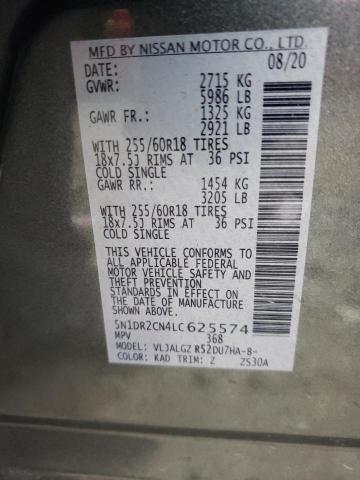 MFD BY NISSAN MOTOR CO., LTD.
DATE: 08/20
GVWR: 2715 KG
5986 LB
GAWR FR.: 1325 KG
2921 LB
WITH 255/60R18 TIRES
18x7.5J RIMS AT 36 PSI
COLD SINGLE
GAWR RR.: 1454 KG
3205 LB
WITH 255/60R18 TIRES
18x7.5J RIMS AT 36 PSI
COLD SINGLE
THIS VEHICLE CONFORMS TO ALL
APPLICABLE U.S. FEDERAL
MOTOR VEHICLE SAFETY BUMPER
AND THEFT PREVENTION
STANDARDS IN EFFECT ON THE
DATE OF MANUFACTURE
SHOWN ABOVE
5N1DR2CN4LC625574
MPV 368
MODEL: VLJALGZ R52DU7HA-B-
COLOR: KAD TRIM: Z ZS30A